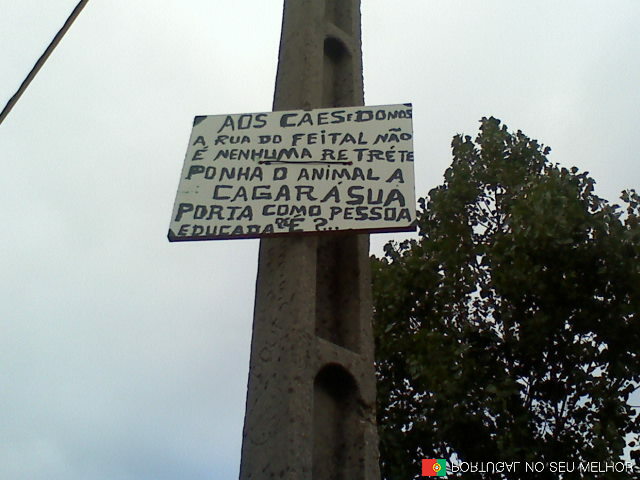 AOS CAES E DONOS
A RUA DO FEITAL NÃO
É NENHUMA RETRÉTE
PONHA O ANIMAL A
CAGAR Á SUA
PORTA COMO PESSOA
EDUCADA QUE É?...
PORTUGAL NO SEU MELHOR